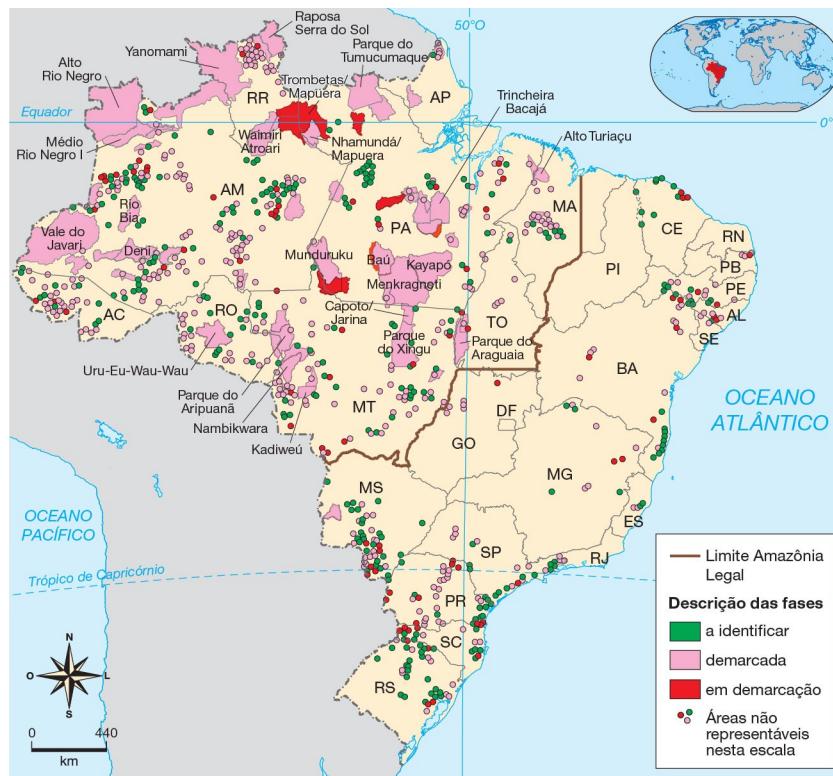 50°O
Raposa
Serra do Sol
Alto
Rio Negro
Yanomami
Parque do
Tumucumaque
Trombetas/
Mapuera
RR
AP
Trincheira
Bacajá
Equador
0°
Médio
Rio Negro I
Waimiri
Atroari
Nhamundá/
Mapuera
Alto Turiaçu
AM
Rio
Bia
PA
MA
CE
RN
Vale do
Javari
Deni
Munduruku
Baú
Kayapó
Menkragnoti
PI
PB
PE
AL
SE
AC
RO
Capoto/
Jarina
TO
Parque
do Xingu
Parque do
Araguaia
Uru-Eu-Wau-Wau
BA
Parque do
Aripuanã
Nambikwara
MT
Kadiweú
DF
GO
OCEANO
ATLÂNTICO
MG
MS
ES
OCEANO
PACÍFICO
SP
RJ
Trópico de Capricórnio
PR
SC
RS
N
O
L
S
0
440
km
Limite Amazônia
Legal
Descrição das fases
a identificar
demarcada
em demarcação
Áreas não
representáveis
nesta escala